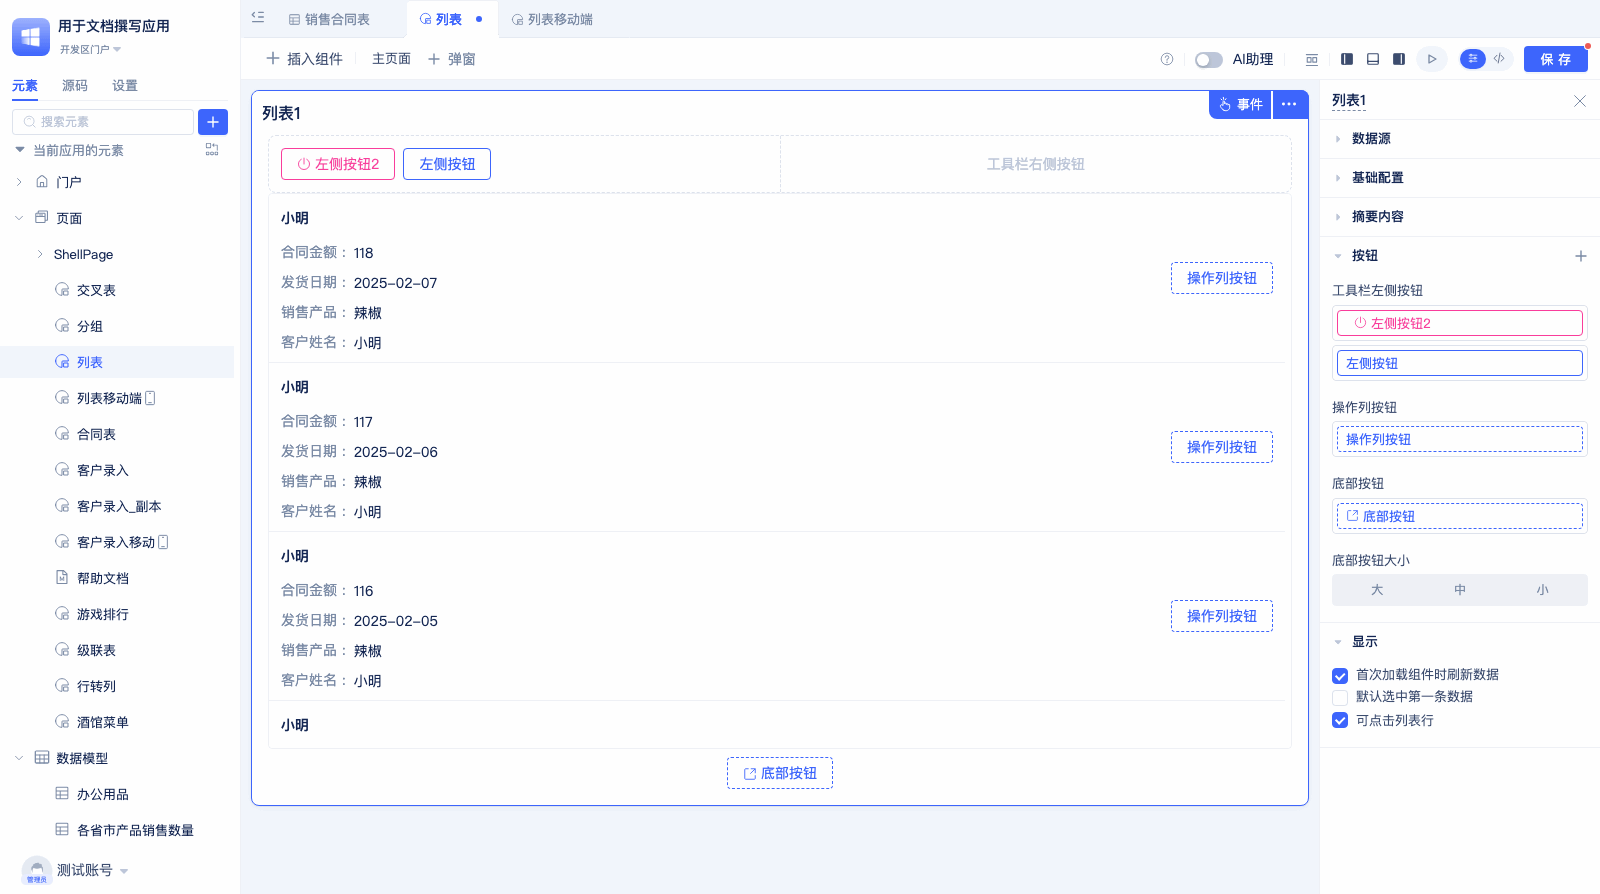 用于文档撰写应用
开发区门户
元素 源码 设置
搜索元素
当前应用的元素
门户
页面
ShellPage
交叉表
分组
列表
列表移动端
合同表
客户录入
客户录入_副本
客户录入移动
帮助文档
游戏排行
级联表
行转列
酒馆菜单
数据模型
办公用品
各省市产品销售数量
管理员
测试账号
销售合同表 列表 列表移动端
插入组件 主页面 弹窗
AI助理
保存
列表1
事件
左侧按钮2 左侧按钮 工具栏右侧按钮
小明
合同金额： 118
发货日期： 2025-02-07
销售产品： 辣椒
客户姓名： 小明
操作列按钮
小明
合同金额： 117
发货日期： 2025-02-06
销售产品： 辣椒
客户姓名： 小明
操作列按钮
小明
合同金额： 116
发货日期： 2025-02-05
销售产品： 辣椒
客户姓名： 小明
操作列按钮
小明
底部按钮
列表1
数据源
基础配置
摘要内容
按钮
工具栏左侧按钮
左侧按钮2
左侧按钮
操作列按钮
操作列按钮
底部按钮
底部按钮
底部按钮大小
大 中 小
显示
首次加载组件时刷新数据
默认选中第一条数据
可点击列表行